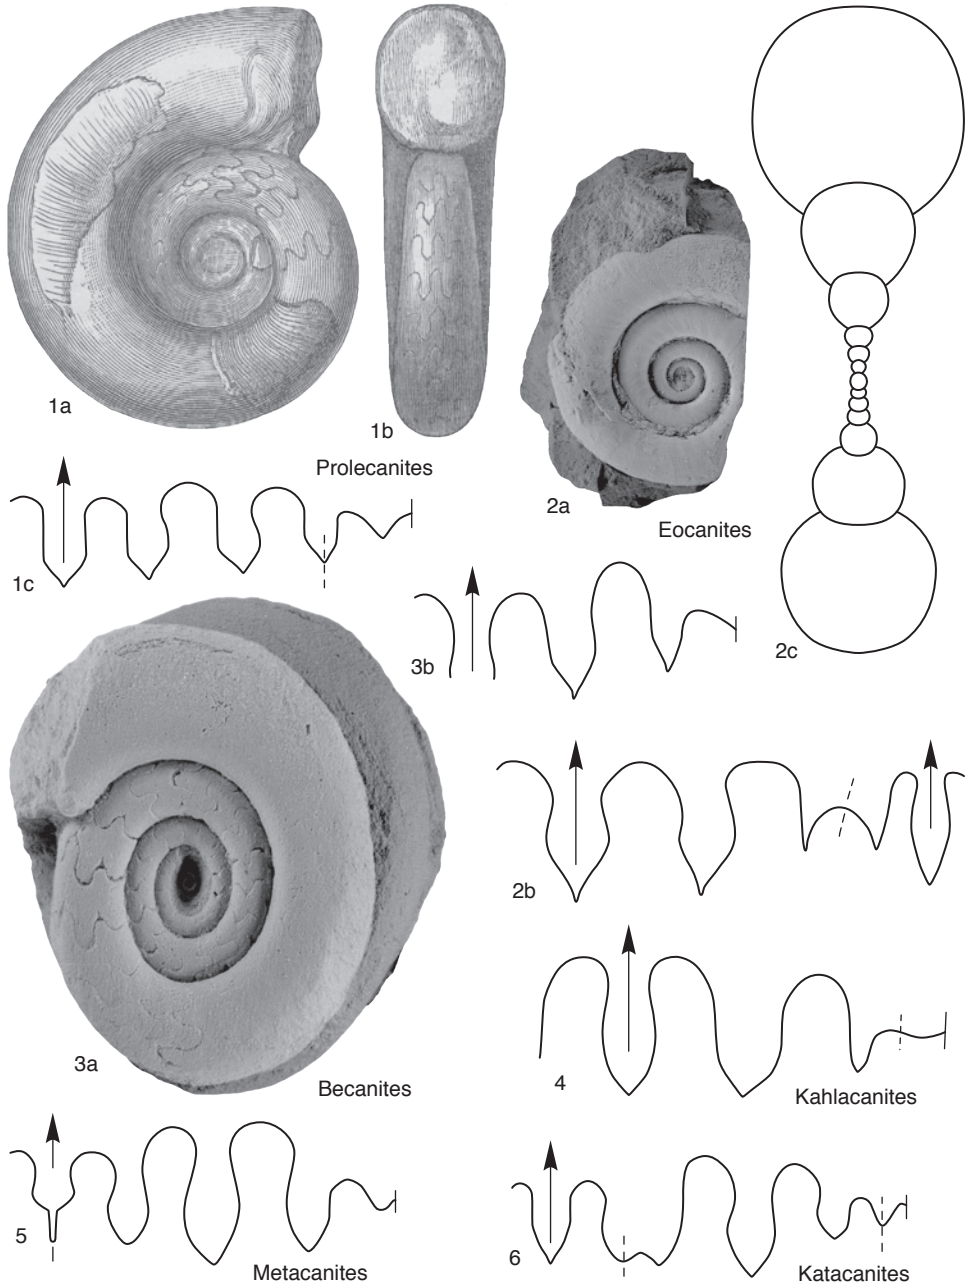 1a
1b
Prolecanites
2a
Eocanites
1c
2c
3b
2b
3a
Becanites
4
Kahlacanites
5
Metacanites
6
Katacanites